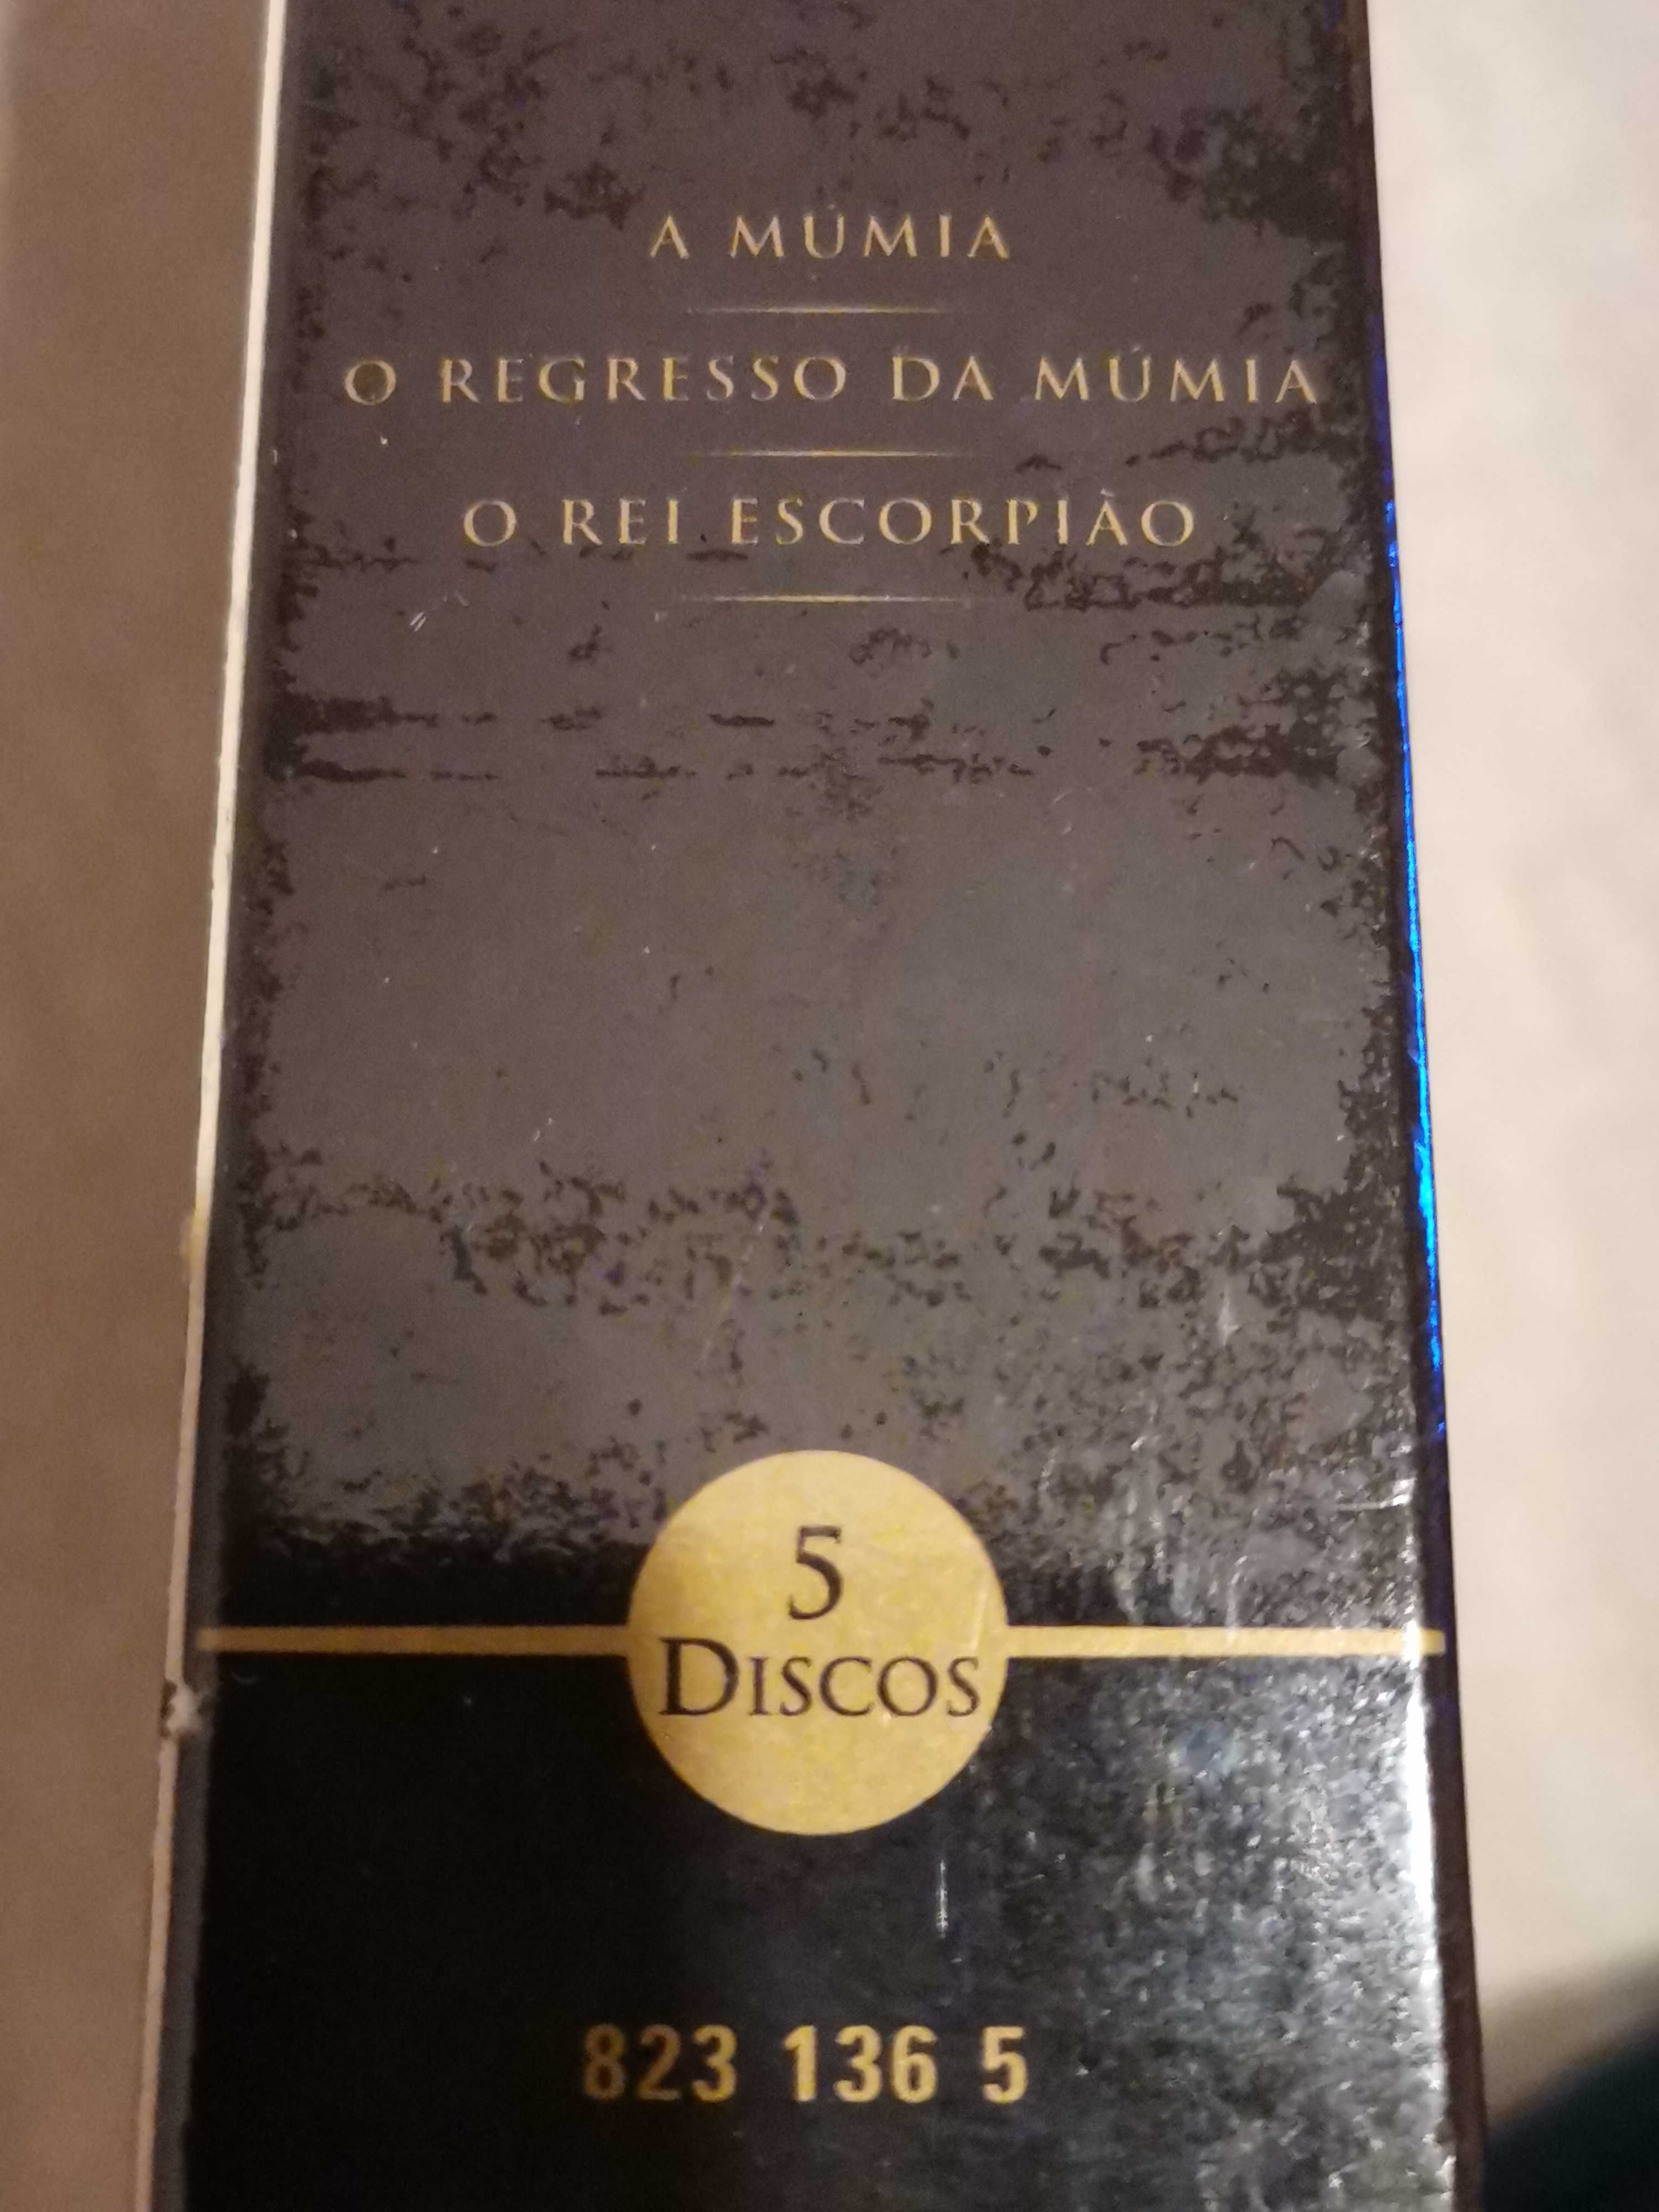 A MÚMIA
O REGRESSO DA MÚMIA
O REI ESCORPIÃO
5
DISCOS
823 136 5